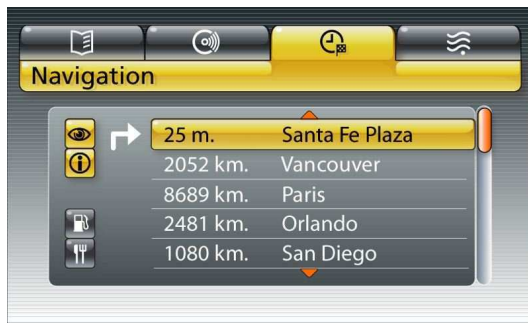 Navigation
25 m. Santa Fe Plaza
2052 km. Vancouver
8689 km. Paris
2481 km. Orlando
1080 km. San Diego